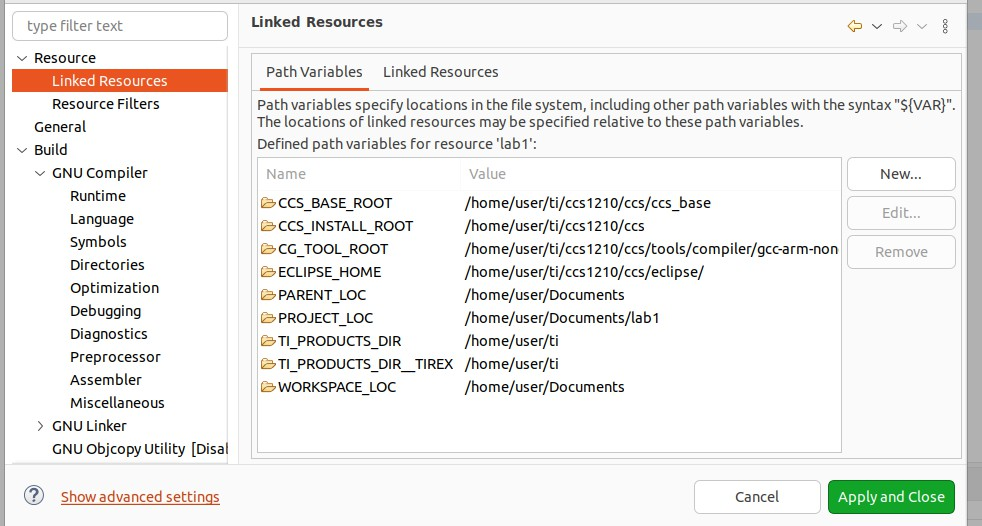 type filter text
Resource
Linked Resources
Resource Filters
General
Build
GNU Compiler
Runtime
Language
Symbols
Directories
Optimization
Debugging
Diagnostics
Preprocessor
Assembler
Miscellaneous
GNU Linker
GNU Objcopy Utility [Disal
Linked Resources
Path Variables Linked Resources
Path variables specify locations in the file system, including other path variables with the syntax "${VAR}".
The locations of linked resources may be specified relative to these path variables.
Defined path variables for resource 'lab1':
Name Value
CCS_BASE_ROOT /home/user/ti/ccs1210/ccs/ccs_base
CCS_INSTALL_ROOT /home/user/ti/ccs1210/ccs
CG_TOOL_ROOT /home/user/ti/ccs1210/ccs/tools/compiler/gcc-arm-non
ECLIPSE_HOME /home/user/ti/ccs1210/ccs/eclipse/
PARENT_LOC /home/user/Documents
PROJECT_LOC /home/user/Documents/lab1
TI_PRODUCTS_DIR /home/user/ti
TI_PRODUCTS_DIR__TIREX /home/user/ti
WORKSPACE_LOC /home/user/Documents
New...
Edit...
Remove
? Show advanced settings
Cancel
Apply and Close